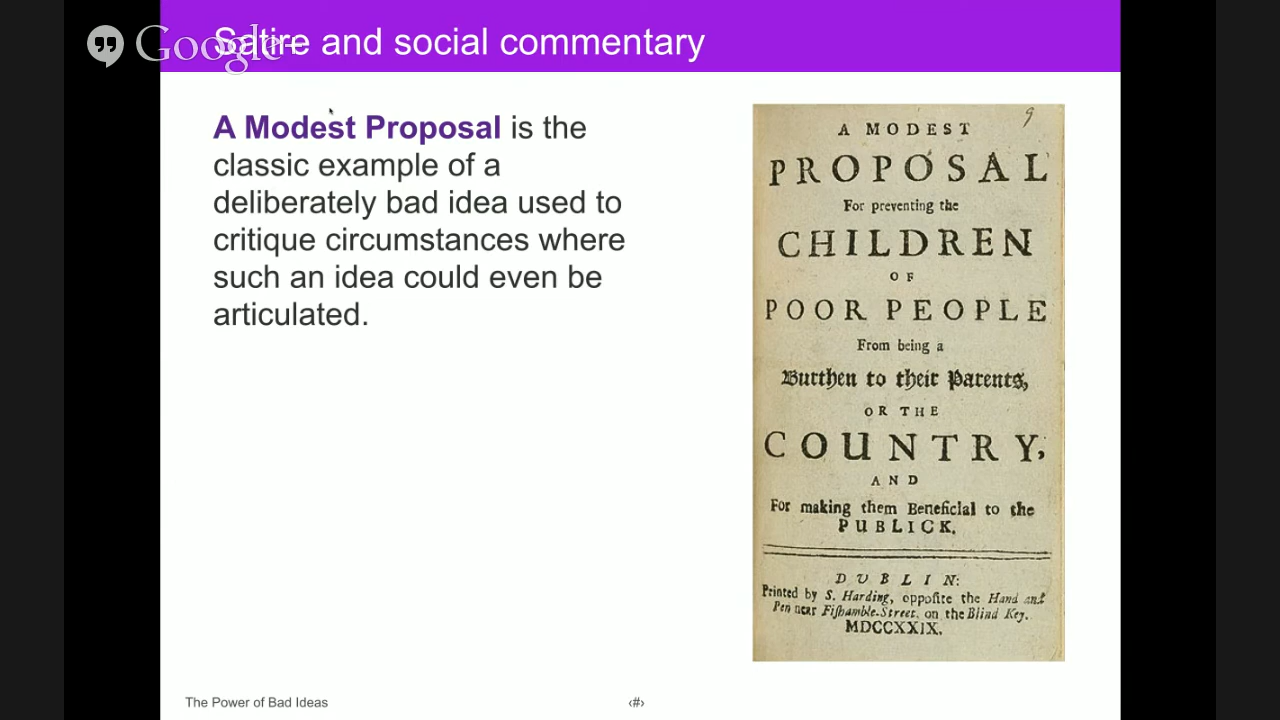 Google+
Satire and social commentary
A Modest Proposal is the
classic example of a
deliberately bad idea used to
critique circumstances where
such an idea could even be
articulated.
9
A MODEST
PROPOSAL
For preventing the
CHILDREN
OF
POOR PEOPLE
From being a
Burthen to their Parents,
OR THE
COUNTRY,
AND
For making them Beneficial to the
PUBLICK.
DUBLIN:
Printed by S. Harding, oppoſite the Hand and
Pen near Fiſhamble-Street, on the Blind Key.
MDCCXXIX.
The Power of Bad Ideas
‹#›